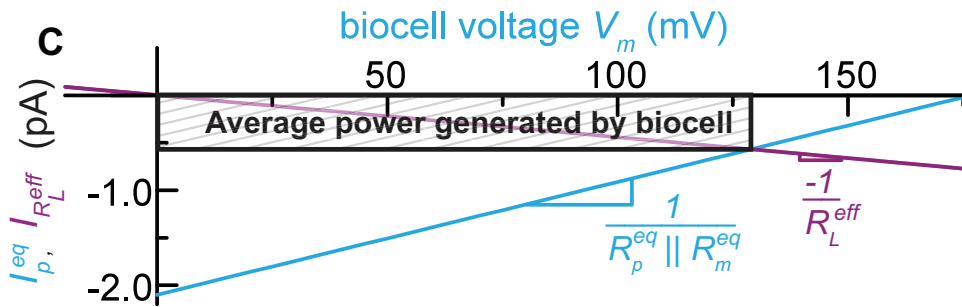 C
biocell voltage V_m (mV)
50 100 150
Average power generated by biocell
-1.0
-2.0
I_p^eq, I_{R_L}^eff (pA)
1
R_p^eq || R_m^eq
-1
R_L^eff